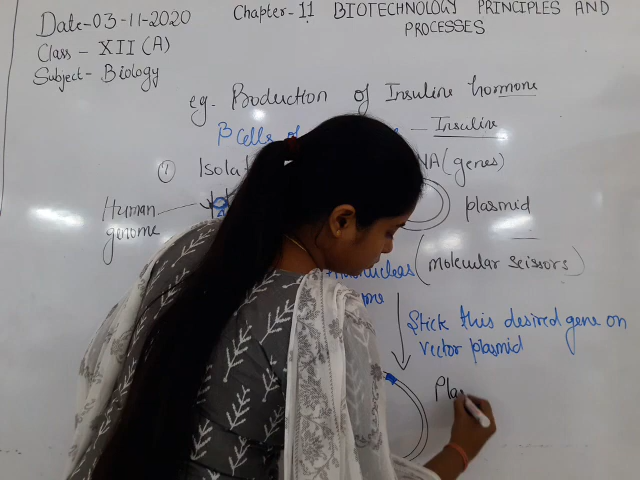 Date-03-11-2020
Chapter-11 BIOTECHNOLOGY PRINCIPLES AND PROCESSES
Class - XII (A)
Subject- Biology
eg. Production of Insuline hormone
β cells of - Insuline
① Isolat NA (genes)
Human genome
plasmid
(molecular scissors)
Stick this desired gene on
vector plasmid
Pla